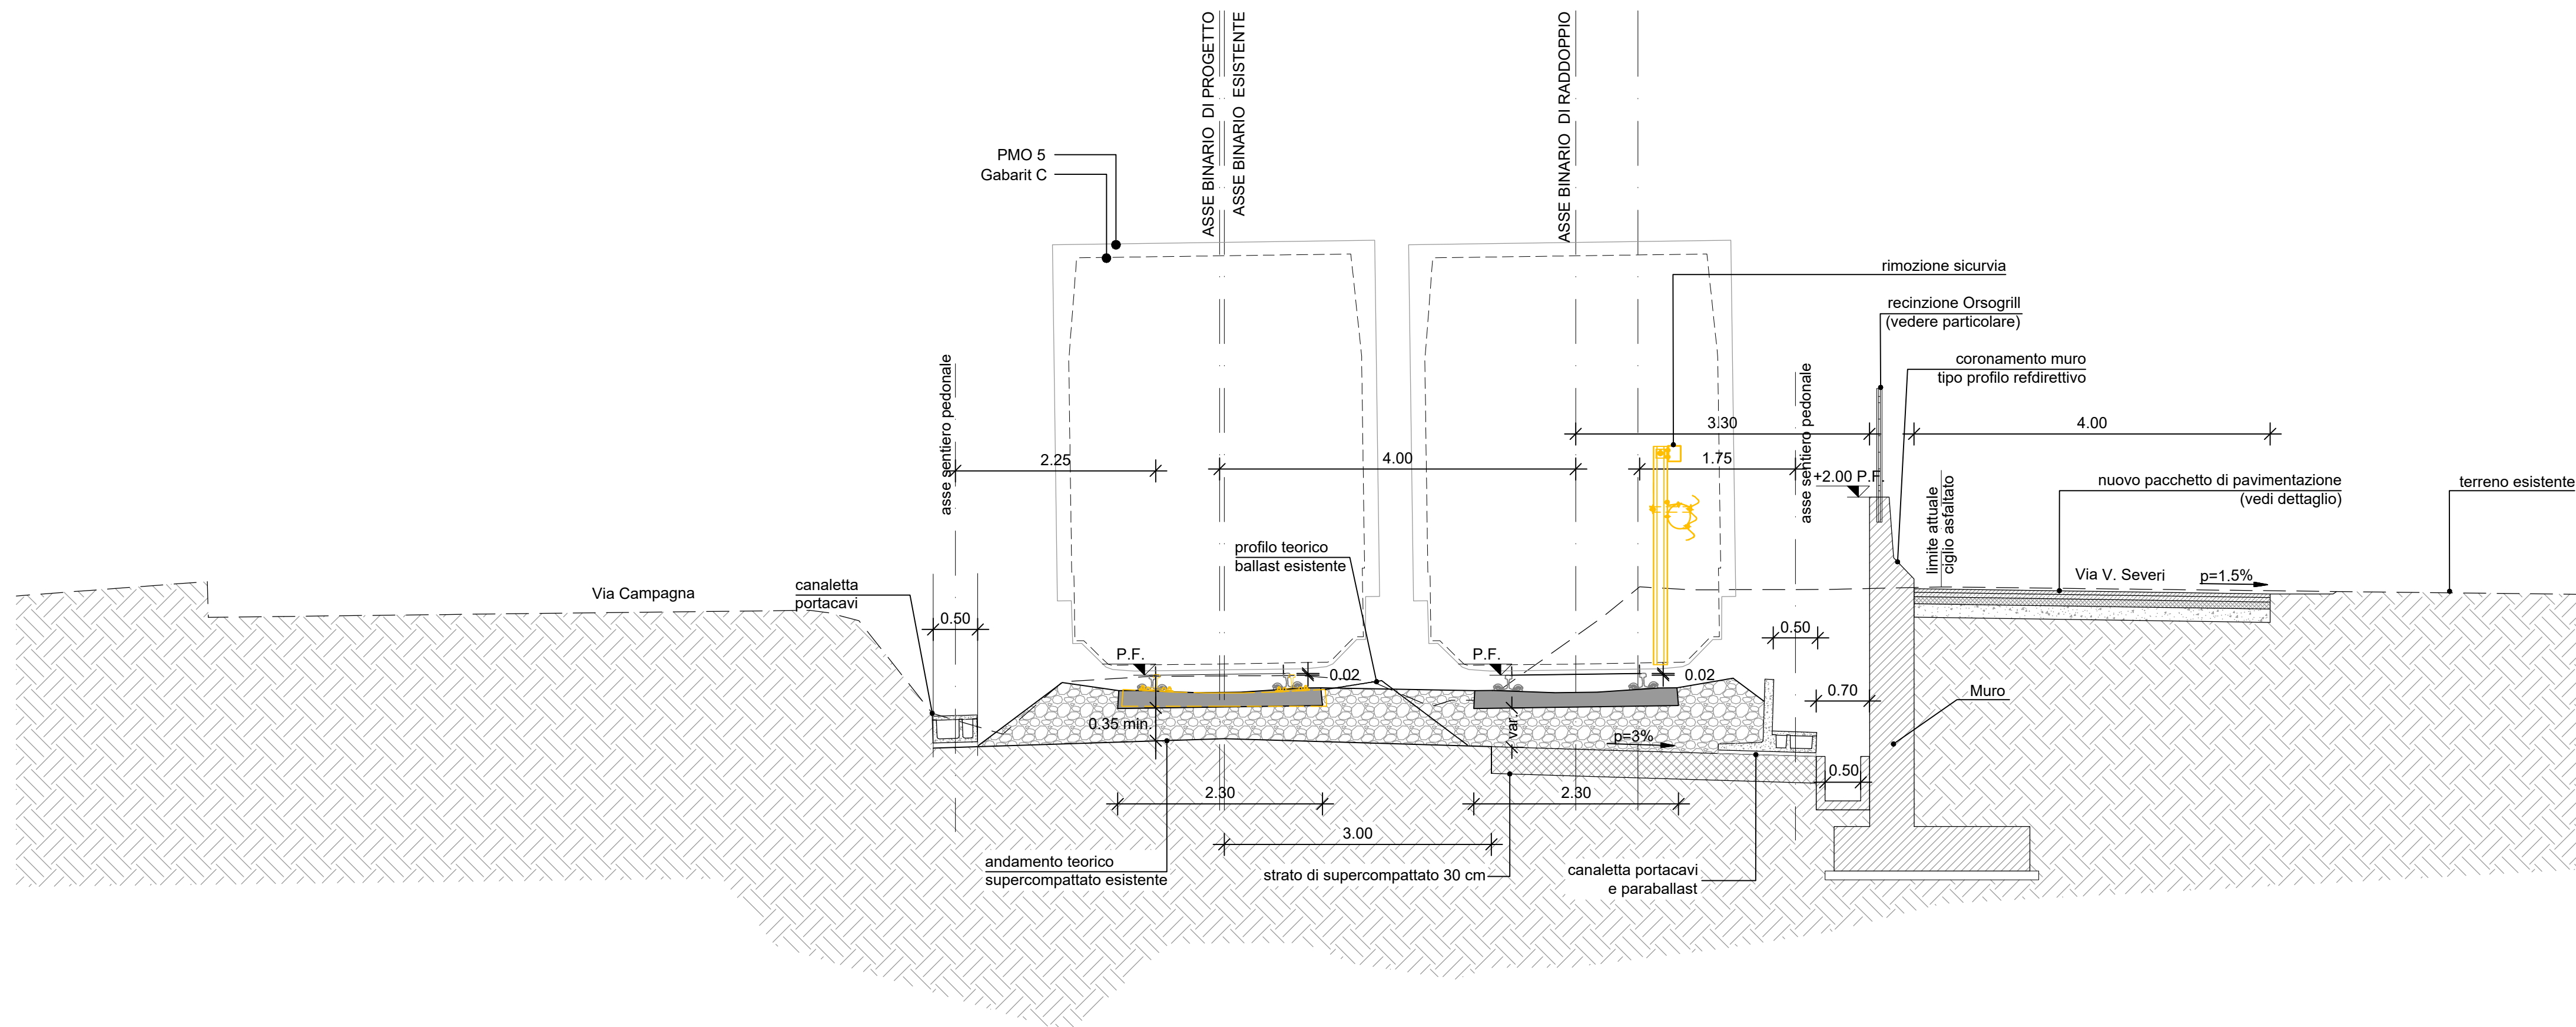 ASSE BINARIO DI PROGETTO
ASSE BINARIO ESISTENTE
ASSE BINARIO DI RADDOPPIO
PMO 5
Gabarit C
rimozione sicurvia
recinzione Orsogrill
(vedere particolare)
coronamento muro
tipo profilo refdirettivo
asse sentiero pedonale
asse sentiero pedonale
3.30
4.00
2.25
4.00
1.75
+2.00 P.F.
limite attuale
ciglio asfaltato
nuovo pacchetto di pavimentazione
(vedi dettaglio)
terreno esistente
profilo teorico
ballast esistente
Via Campagna
canaletta
portacavi
Via V. Severi
p=1.5%
0.50
0.50
P.F.
P.F.
0.02
0.02
0.70
Muro
0.35 min.
var.
p=3%
0.50
2.30
2.30
3.00
andamento teorico
supercompattato esistente
strato di supercompattato 30 cm
canaletta portacavi
e paraballast